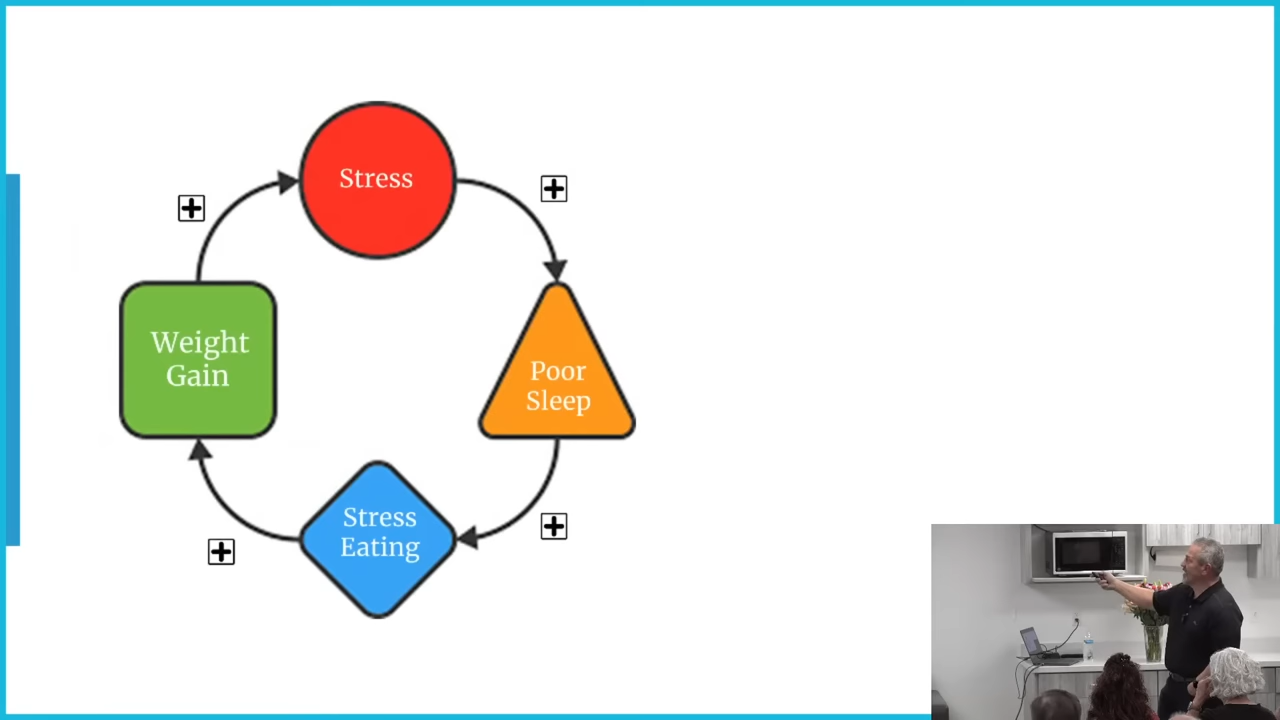 Stress
Poor
Sleep
Stress
Eating
Weight
Gain